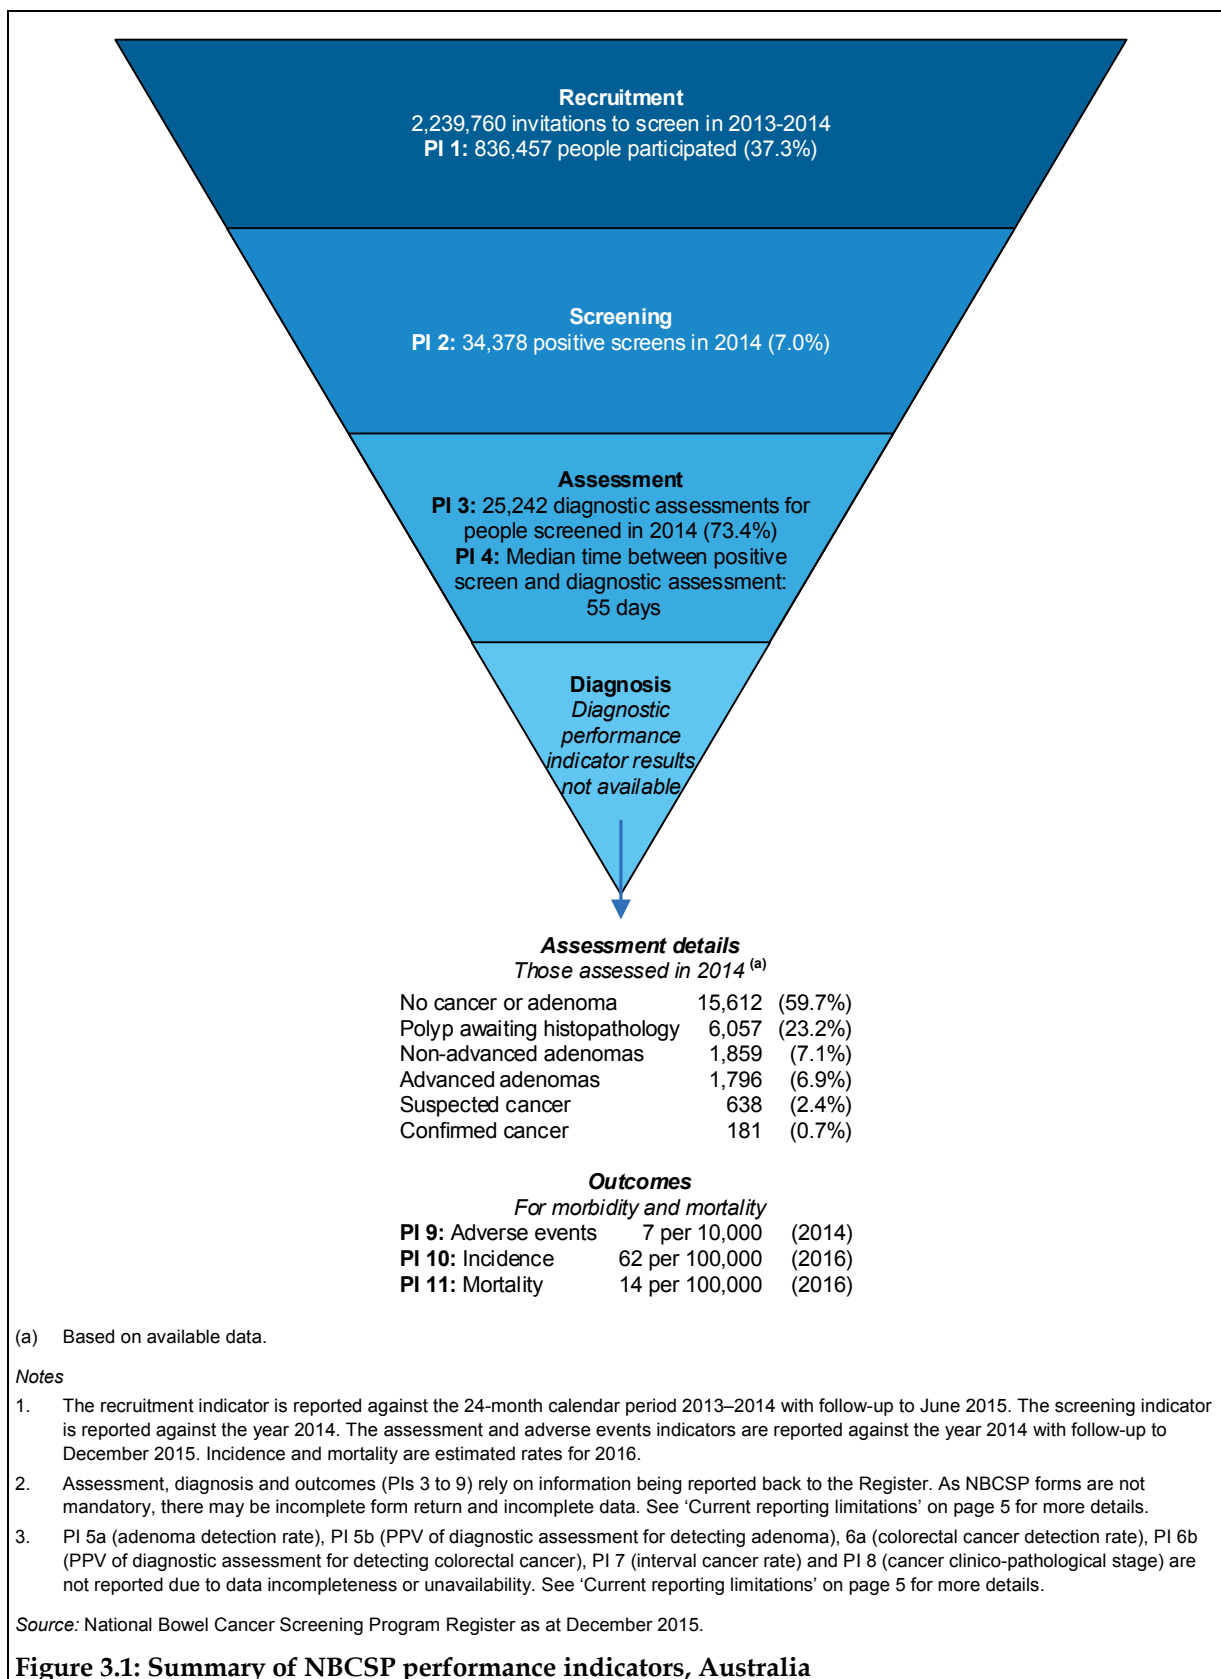 Recruitment
2,239,760 invitations to screen in 2013-2014
PI 1: 836,457 people participated (37.3%)
Screening
PI 2: 34,378 positive screens in 2014 (7.0%)
Assessment
PI 3: 25,242 diagnostic assessments for
people screened in 2014 (73.4%)
PI 4: Median time between positive
screen and diagnostic assessment:
55 days
Diagnosis
Diagnostic
performance
indicator results
not available
Assessment details
Those assessed in 2014 (a)
No cancer or adenoma 15,612 (59.7%)
Polyp awaiting histopathology 6,057 (23.2%)
Non-advanced adenomas 1,859 (7.1%)
Advanced adenomas 1,796 (6.9%)
Suspected cancer 638 (2.4%)
Confirmed cancer 181 (0.7%)
Outcomes
For morbidity and mortality
PI 9: Adverse events 7 per 10,000 (2014)
PI 10: Incidence 62 per 100,000 (2016)
PI 11: Mortality 14 per 100,000 (2016)
(a) Based on available data.
Notes
1. The recruitment indicator is reported against the 24-month calendar period 2013–2014 with follow-up to June 2015. The screening indicator
is reported against the year 2014. The assessment and adverse events indicators are reported against the year 2014 with follow-up to
December 2015. Incidence and mortality are estimated rates for 2016.
2. Assessment, diagnosis and outcomes (PIs 3 to 9) rely on information being reported back to the Register. As NBCSP forms are not
mandatory, there may be incomplete form return and incomplete data. See ‘Current reporting limitations’ on page 5 for more details.
3. PI 5a (adenoma detection rate), PI 5b (PPV of diagnostic assessment for detecting adenoma), 6a (colorectal cancer detection rate), PI 6b
(PPV of diagnostic assessment for detecting colorectal cancer), PI 7 (interval cancer rate) and PI 8 (cancer clinico-pathological stage) are
not reported due to data incompleteness or unavailability. See ‘Current reporting limitations’ on page 5 for more details.
Source: National Bowel Cancer Screening Program Register as at December 2015.
Figure 3.1: Summary of NBCSP performance indicators, Australia